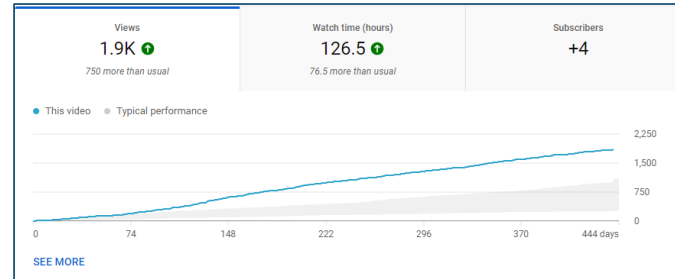 Views
1.9K
750 more than usual
Watch time (hours)
126.5
76.5 more than usual
Subscribers
+4
This video Typical performance
2,250
1,500
750
0
0 74 148 222 296 370 444 days
SEE MORE